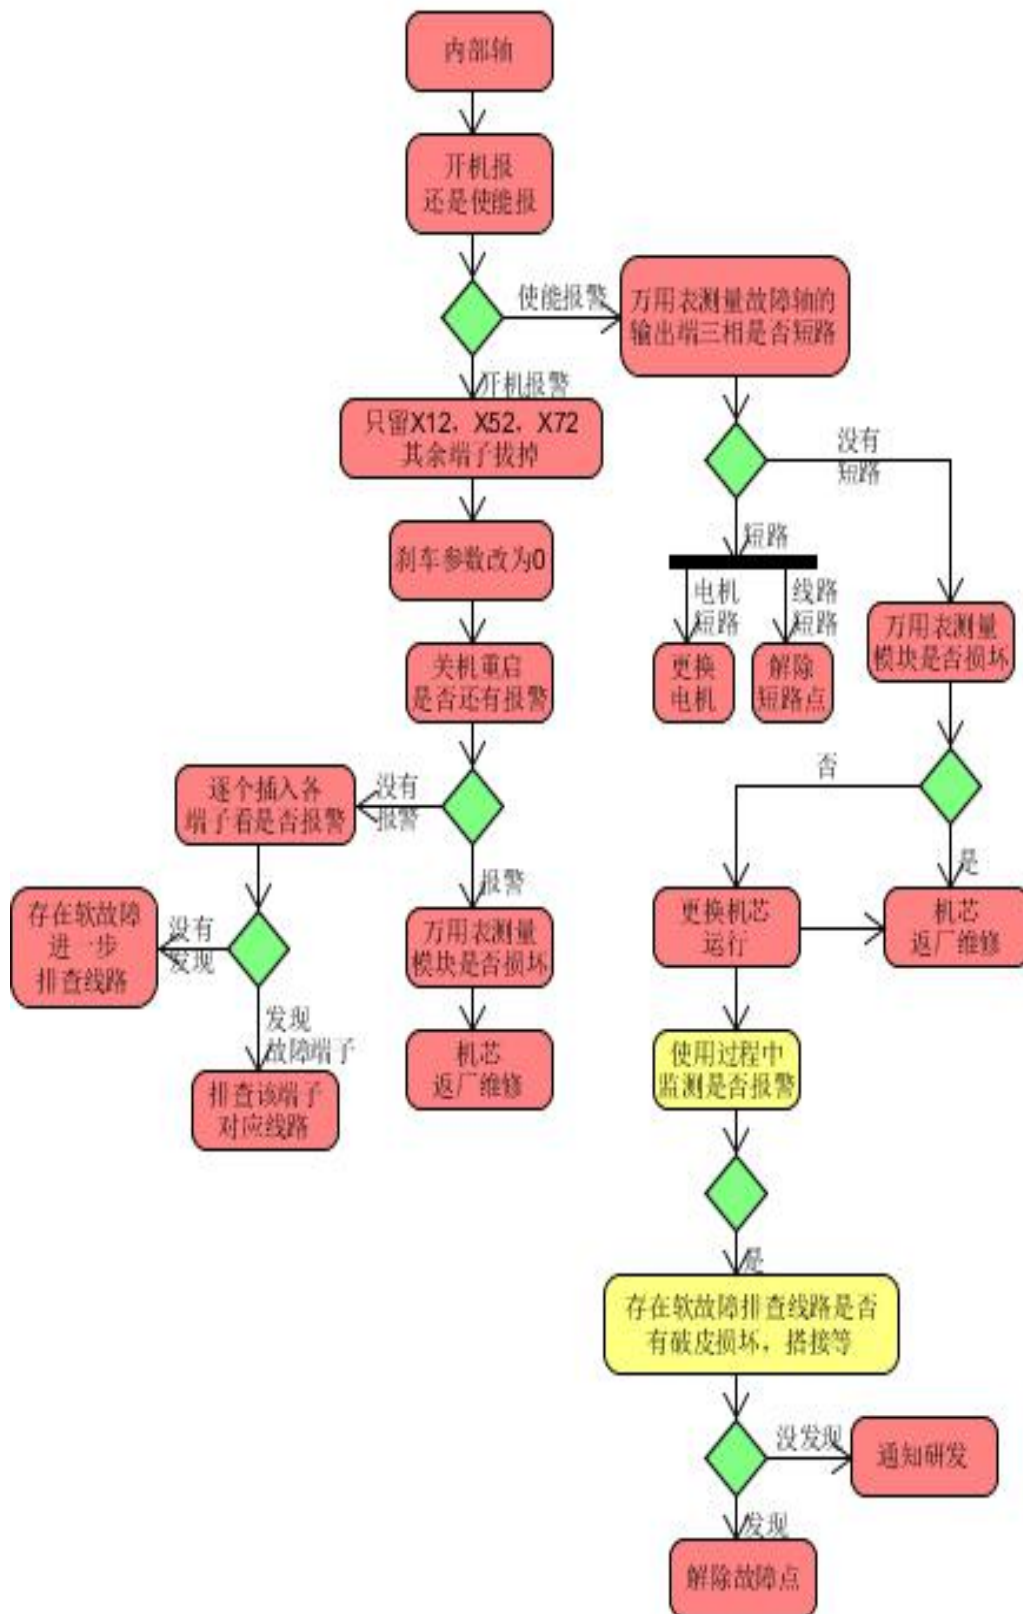 内部轴
开机报
还是使能报
使能报警
万用表测量故障轴的
输出端三相是否短路
开机报警
只留X12，X52，X72
其余端子拔掉
没有
短路
刹车参数改为0
短路
电机
短路
线路
短路
万用表测量
模块是否损坏
关机重启
是否还有报警
更换
电机
解除
短路点
否
没有
报警
逐个插入各
端子看是否报警
是
报警
存在软故障
进一步
排查线路
没有
发现
万用表测量
模块是否损坏
更换机芯
运行
机芯
返厂维修
发现
故障端子
机芯
返厂维修
使用过程中
监测是否报警
排查该端子
对应线路
是
存在软故障排查线路是否
有破皮损坏，搭接等
没发现
通知研发
发现
解除故障点